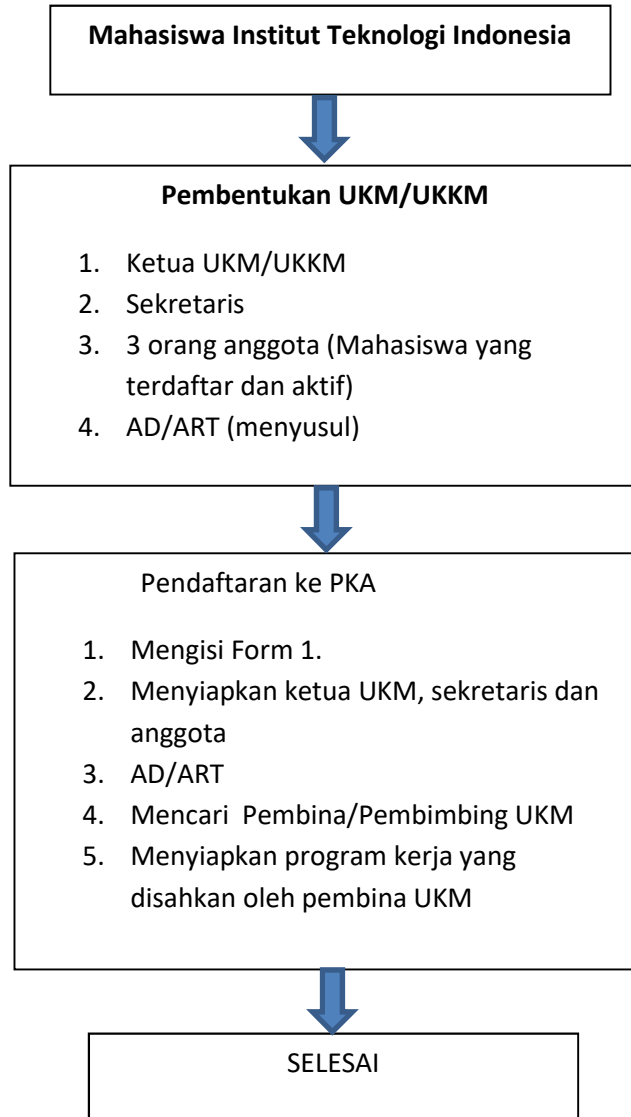 Mahasiswa Institut Teknologi Indonesia
Pembentukan UKM/UKKM
1. Ketua UKM/UKKM
2. Sekretaris
3. 3 orang anggota (Mahasiswa yang
terdaftar dan aktif)
4. AD/ART (menyusul)
Pendaftaran ke PKA
1. Mengisi Form 1.
2. Menyiapkan ketua UKM, sekretaris dan
anggota
3. AD/ART
4. Mencari Pembina/Pembimbing UKM
5. Menyiapkan program kerja yang
disahkan oleh pembina UKM
SELESAI